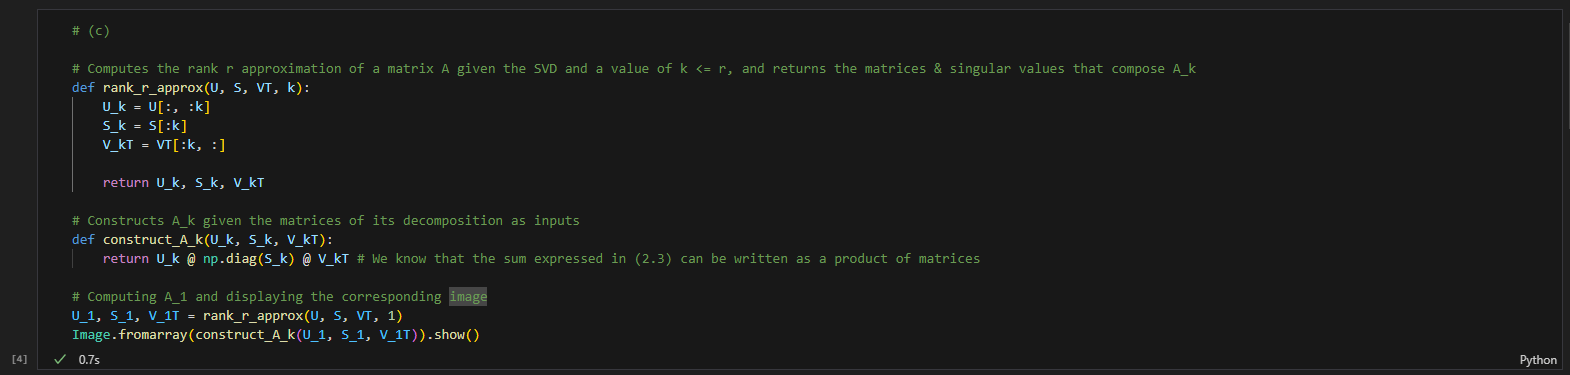 # (c)
# Computes the rank r approximation of a matrix A given the SVD and a value of k <= r, and returns the matrices & singular values that compose A_k
def rank_r_approx(U, S, VT, k):
    U_k = U[:, :k]
    S_k = S[:k]
    V_kT = VT[:k, :]
    return U_k, S_k, V_kT
# Constructs A_k given the matrices of its decomposition as inputs
def construct_A_k(U_k, S_k, V_kT):
    return U_k @ np.diag(S_k) @ V_kT # We know that the sum expressed in (2.3) can be written as a product of matrices
# Computing A_1 and displaying the corresponding image
U_1, S_1, V_1T = rank_r_approx(U, S, VT, 1)
Image.fromarray(construct_A_k(U_1, S_1, V_1T)).show()
[4] ✓ 0.7s Python